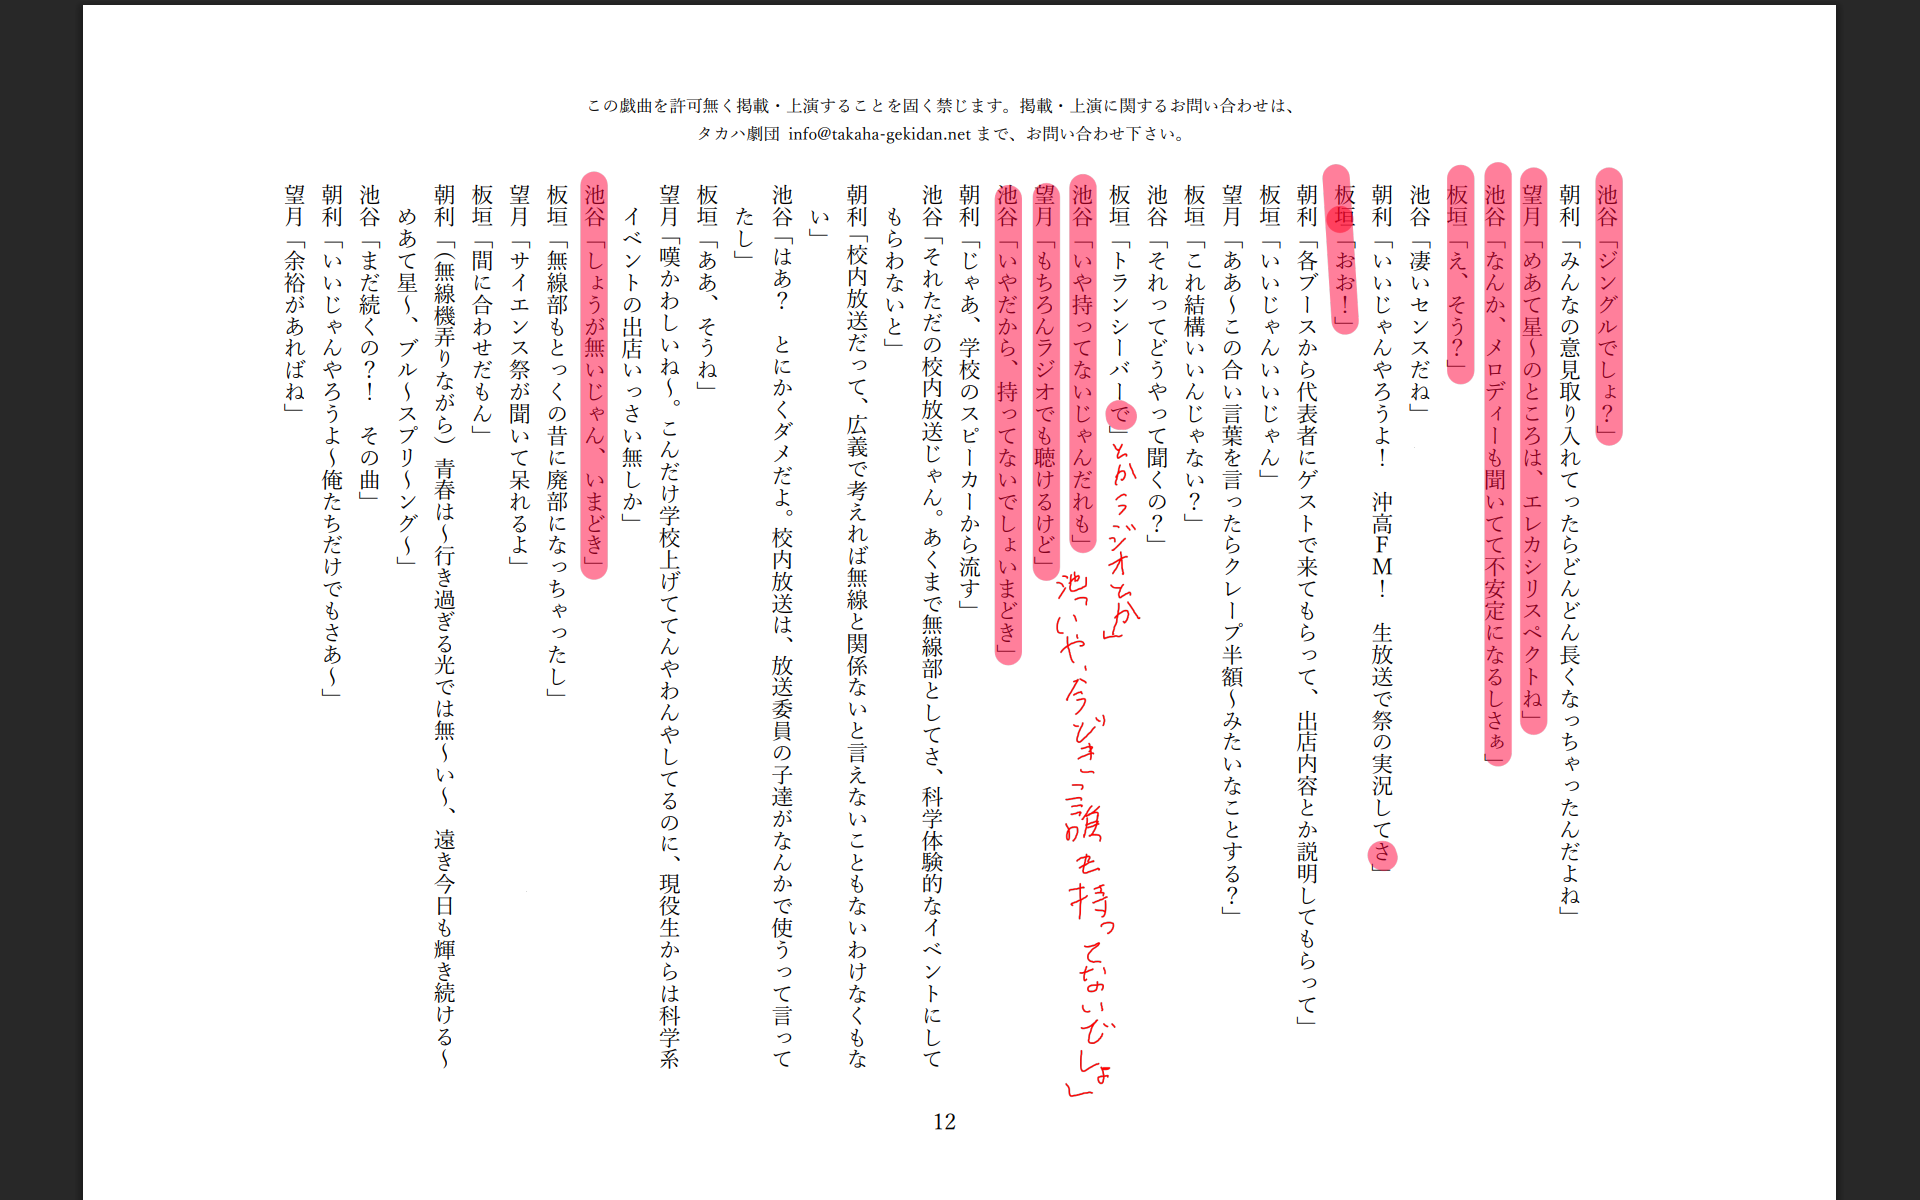 この戯曲を許可無く掲載・上演することを固く禁じます。掲載・上演に関するお問い合わせは、
タカハ劇団 info@takaha-gekidan.net まで、お問い合わせ下さい。
池谷「ジングルでしょ？」
朝利「みんなの意見取り入れてったらどんどん長くなっちゃったんだよね」
望月「めあて星～のところは、エレカシリスペクトね」
池谷「なんか、メロディーも聞いてて不安定になるしさぁ」
板垣「え、そう？」
池谷「凄いセンスだね」
朝利「いいじゃんやろうよ！　沖高ＦＭ！　生放送で祭の実況してさ」
板垣「おお！」
朝利「各ブースから代表者にゲストで来てもらって、出店内容とか説明してもらって」
板垣「いいじゃんいいじゃん」
望月「ああ～この合い言葉を言ったらクレープ半額～みたいなことする？」
板垣「これ結構いいんじゃない？」
池谷「それってどうやって聞くの？」
板垣「トランシーバーで」とかラジオとか」
池谷「いや持ってないじゃんだれも」
池「いや、今どき誰も持ってないでしょ」
望月「もちろんラジオでも聴けるけど」
池谷「いやだから、持ってないでしょいまどき」
朝利「じゃあ、学校のスピーカーから流す」
池谷「それただの校内放送じゃん。あくまで無線部としてさ、科学体験的なイベントにして
もらわないと」
朝利「校内放送だって、広義で考えれば無線と関係ないと言えないこともないわけなくもな
い」
池谷「はあ？　とにかくダメだよ。校内放送は、放送委員の子達がなんかで使うって言って
たし」
板垣「ああ、そうね」
望月「嘆かわしいね～。こんだけ学校上げててんやわんやしてるのに、現役生からは科学系
イベントの出店いっさい無しか」
池谷「しょうが無いじゃん、いまどき」
板垣「無線部もとっくの昔に廃部になっちゃったし」
望月「サイエンス祭が聞いて呆れるよ」
板垣「間に合わせだもん」
朝利「（無線機弄りながら）青春は～行き過ぎる光では無～い～、遠き今日も輝き続ける～
めあて星～、ブル～スプリ～ング～」
池谷「まだ続くの？！　その曲」
朝利「いいじゃんやろうよ～俺たちだけでもさあ～」
望月「余裕があればね」
12